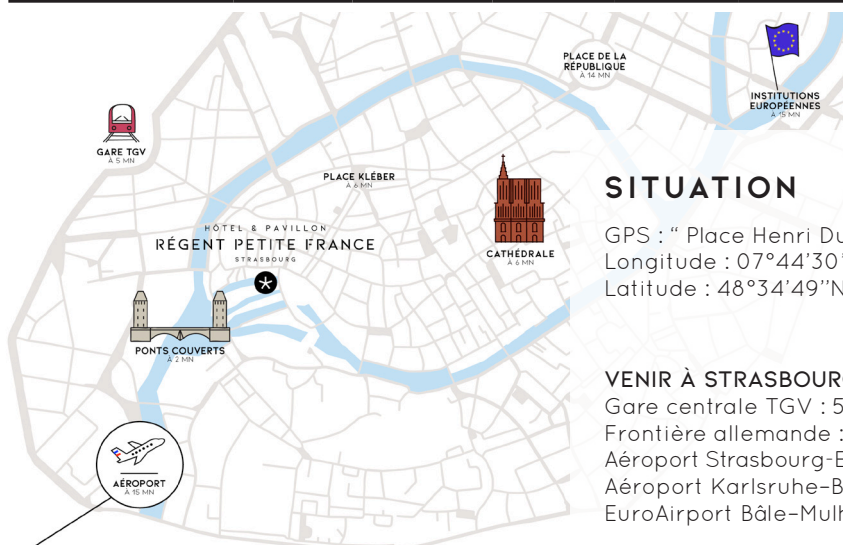 PLACE DE LA
RÉPUBLIQUE
À 14 MN
INSTITUTIONS
EUROPÉENNES
À 15 MN
GARE TGV
À 5 MN
PLACE KLÉBER
À 6 MN
HÔTEL & PAVILLON
RÉGENT PETITE FRANCE
STRASBOURG
CATHÉDRALE
À 6 MN
PONTS COUVERTS
À 2 MN
AÉROPORT
À 15 MN
SITUATION
GPS : “ Place Henri Du
Longitude : 07°44’30”
Latitude : 48°34’49’’N
VENIR À STRASBOURG
Gare centrale TGV : 5
Frontière allemande :
Aéroport Strasbourg-E
Aéroport Karlsruhe–B
EuroAirport Bâle–Mulh